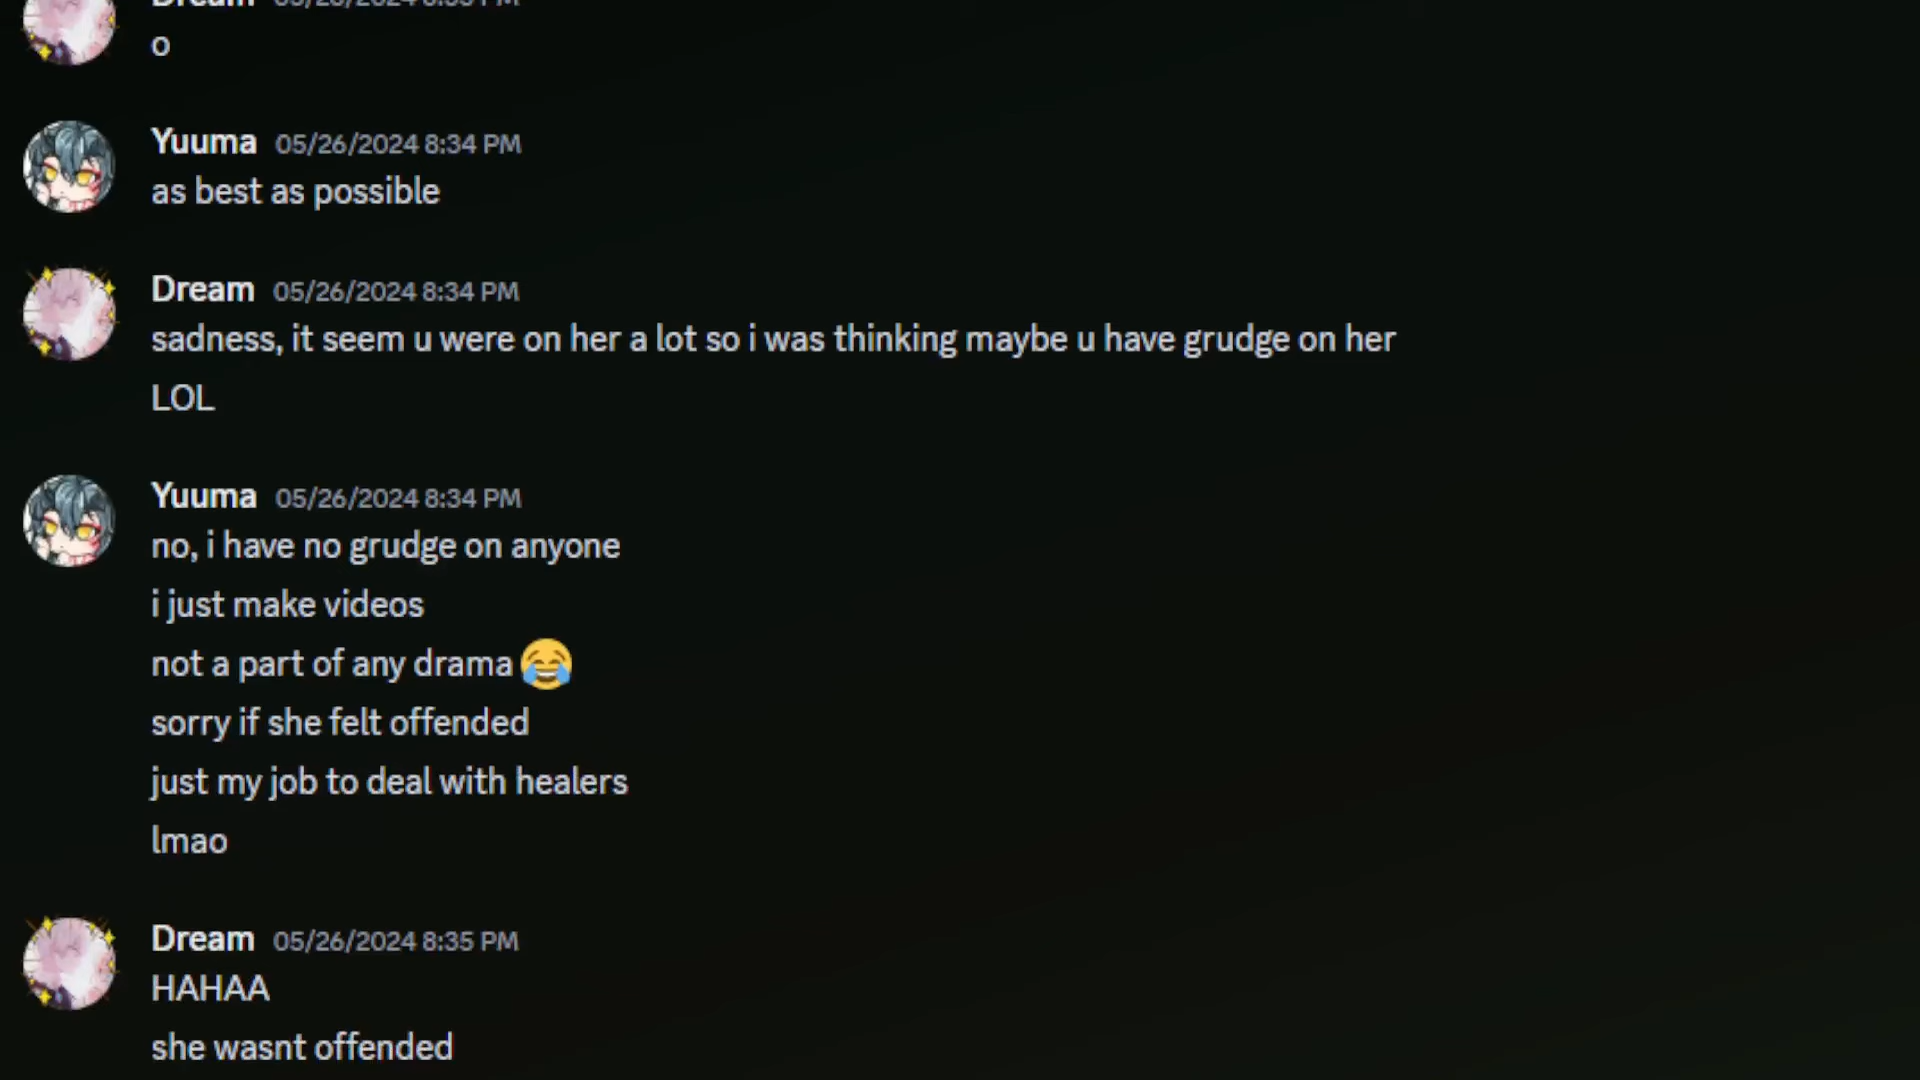 Dream
o
Yuuma 05/26/2024 8:34 PM
as best as possible
Dream 05/26/2024 8:34 PM
sadness, it seem u were on her a lot so i was thinking maybe u have grudge on her
LOL
Yuuma 05/26/2024 8:34 PM
no, i have no grudge on anyone
i just make videos
not a part of any drama 😂
sorry if she felt offended
just my job to deal with healers
lmao
Dream 05/26/2024 8:35 PM
HAHAA
she wasnt offended